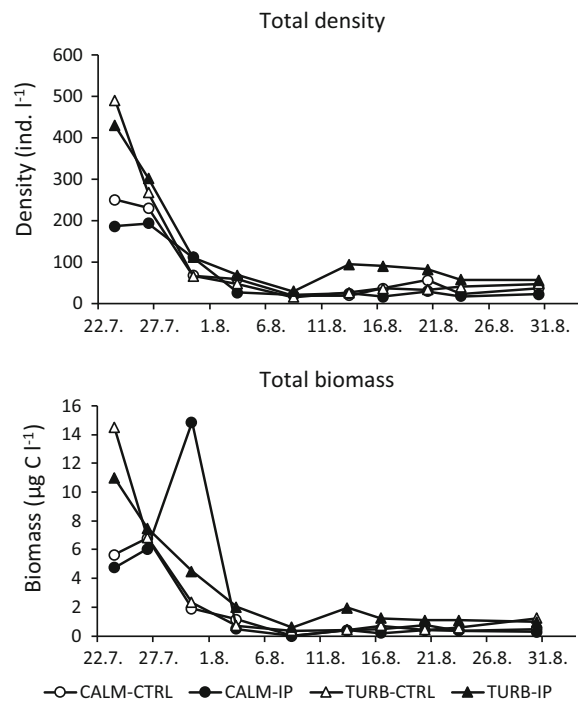 Total density
Density (ind. l⁻¹)
600
500
400
300
200
100
0
22.7. 27.7. 1.8. 6.8. 11.8. 16.8. 21.8. 26.8. 31.8.
Total biomass
Biomass (µg C l⁻¹)
16
14
12
10
8
6
4
2
0
22.7. 27.7. 1.8. 6.8. 11.8. 16.8. 21.8. 26.8. 31.8.
CALM-CTRL CALM-IP TURB-CTRL TURB-IP